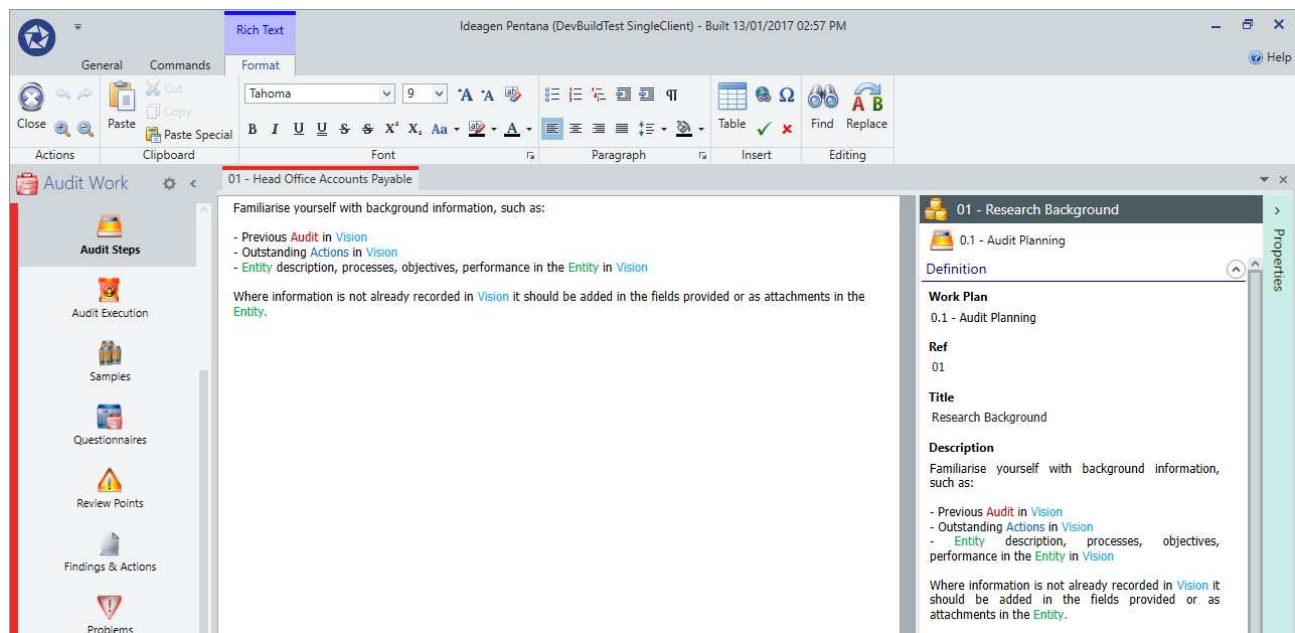 Rich Text
Ideagen Pentana (DevBuildTest SingleClient) - Built 13/01/2017 02:57 PM
General Commands Format
Help
Close
Paste
Cut
Copy
Paste Special
Tahoma 9
B I U U S S X² X₂ Aa A
Table
Find Replace
Actions Clipboard Font Paragraph Insert Editing
Audit Work
Audit Steps
Audit Execution
Samples
Questionnaires
Review Points
Findings & Actions
Problems
01 - Head Office Accounts Payable
Familiarise yourself with background information, such as:
- Previous Audit in Vision
- Outstanding Actions in Vision
- Entity description, processes, objectives, performance in the Entity in Vision
Where information is not already recorded in Vision it should be added in the fields provided or as attachments in the
Entity.
01 - Research Background
0.1 - Audit Planning
Definition
Work Plan
0.1 - Audit Planning
Ref
01
Title
Research Background
Description
Familiarise yourself with background information,
such as:
- Previous Audit in Vision
- Outstanding Actions in Vision
- Entity description, processes, objectives,
performance in the Entity in Vision
Where information is not already recorded in Vision it
should be added in the fields provided or as
attachments in the Entity.
Properties